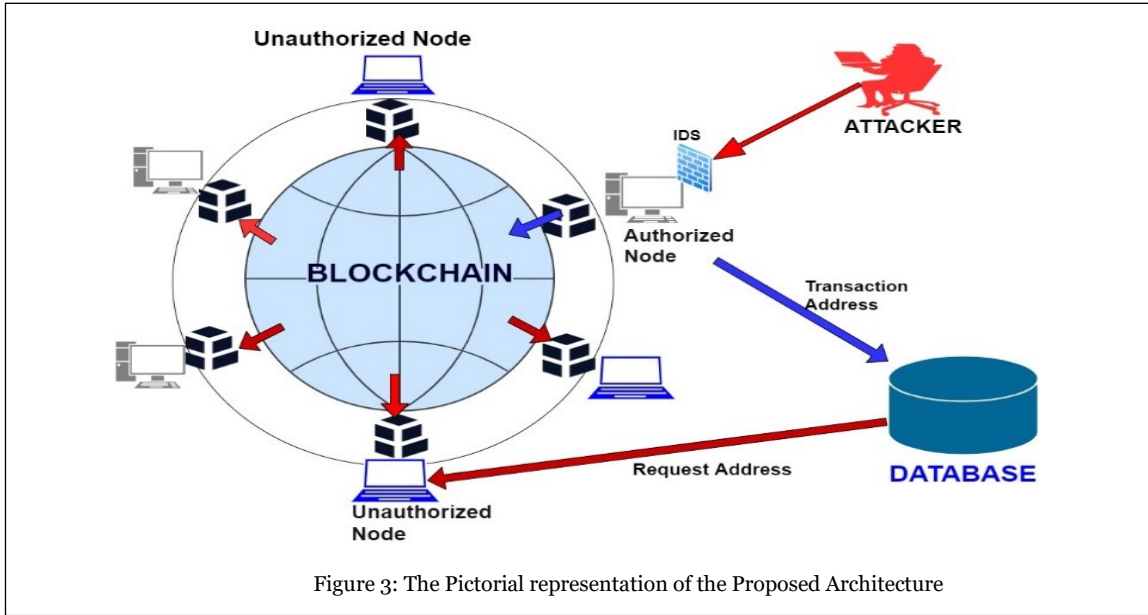 Unauthorized Node
IDS
ATTACKER
Authorized
Node
BLOCKCHAIN
Transaction
Address
Request Address
DATABASE
Unauthorized
Node
Figure 3: The Pictorial representation of the Proposed Architecture